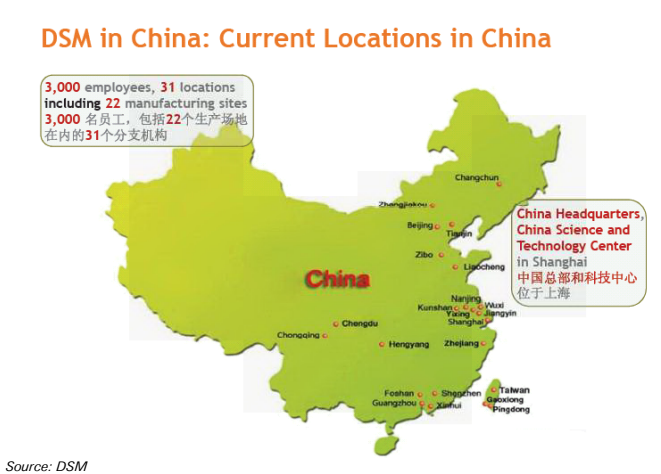 DSM in China: Current Locations in China
3,000 employees, 31 locations
including 22 manufacturing sites
3,000 名员工，包括22个生产场地
在内的31个分支机构
Changchun
Zhangjiakou
Beijing
Tianjin
China Headquarters,
China Science and
Technology Center
in Shanghai
中国总部和科技中心
位于上海
Zibo
Liaocheng
China
Nanjing
Kunshan
Wuxi
Yixing
Jiangyin
Shanghai
Chengdu
Chongqing
Hengyang
Zhejiang
Foshan
Shenzhen
Taiwan
Guangzhou
Xinhui
Gaoxiong
Pingdong
Source: DSM